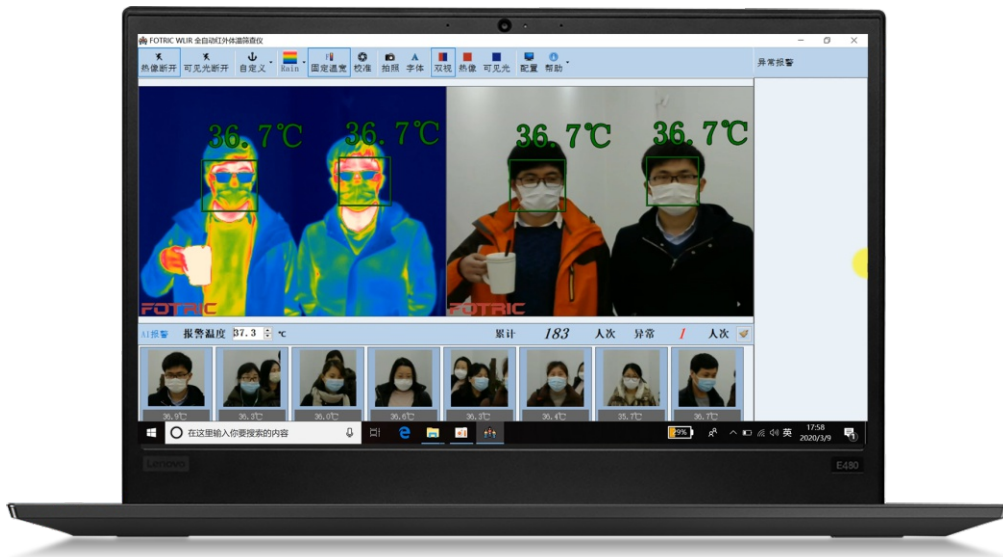 FOTRIC WLIR 全自动红外体温筛查仪
热像断开 可见光断开 自定义 Rain 固定温宽 校准 拍照 字体 双视 热像 可见光 配置 帮助
异常报警
36.7℃ 36.7℃ 36.7℃ 36.7℃
FOTRIC FOTRIC
AI报警 报警温度 37.3 ℃ 累计 183 人次 异常 1 人次
36.9℃ 36.3℃ 36.0℃ 36.6℃ 36.3℃ 36.4℃ 35.7℃ 36.7℃
在这里输入你要搜索的内容
29% 英 17:58
2020/3/9
Lenovo
E480